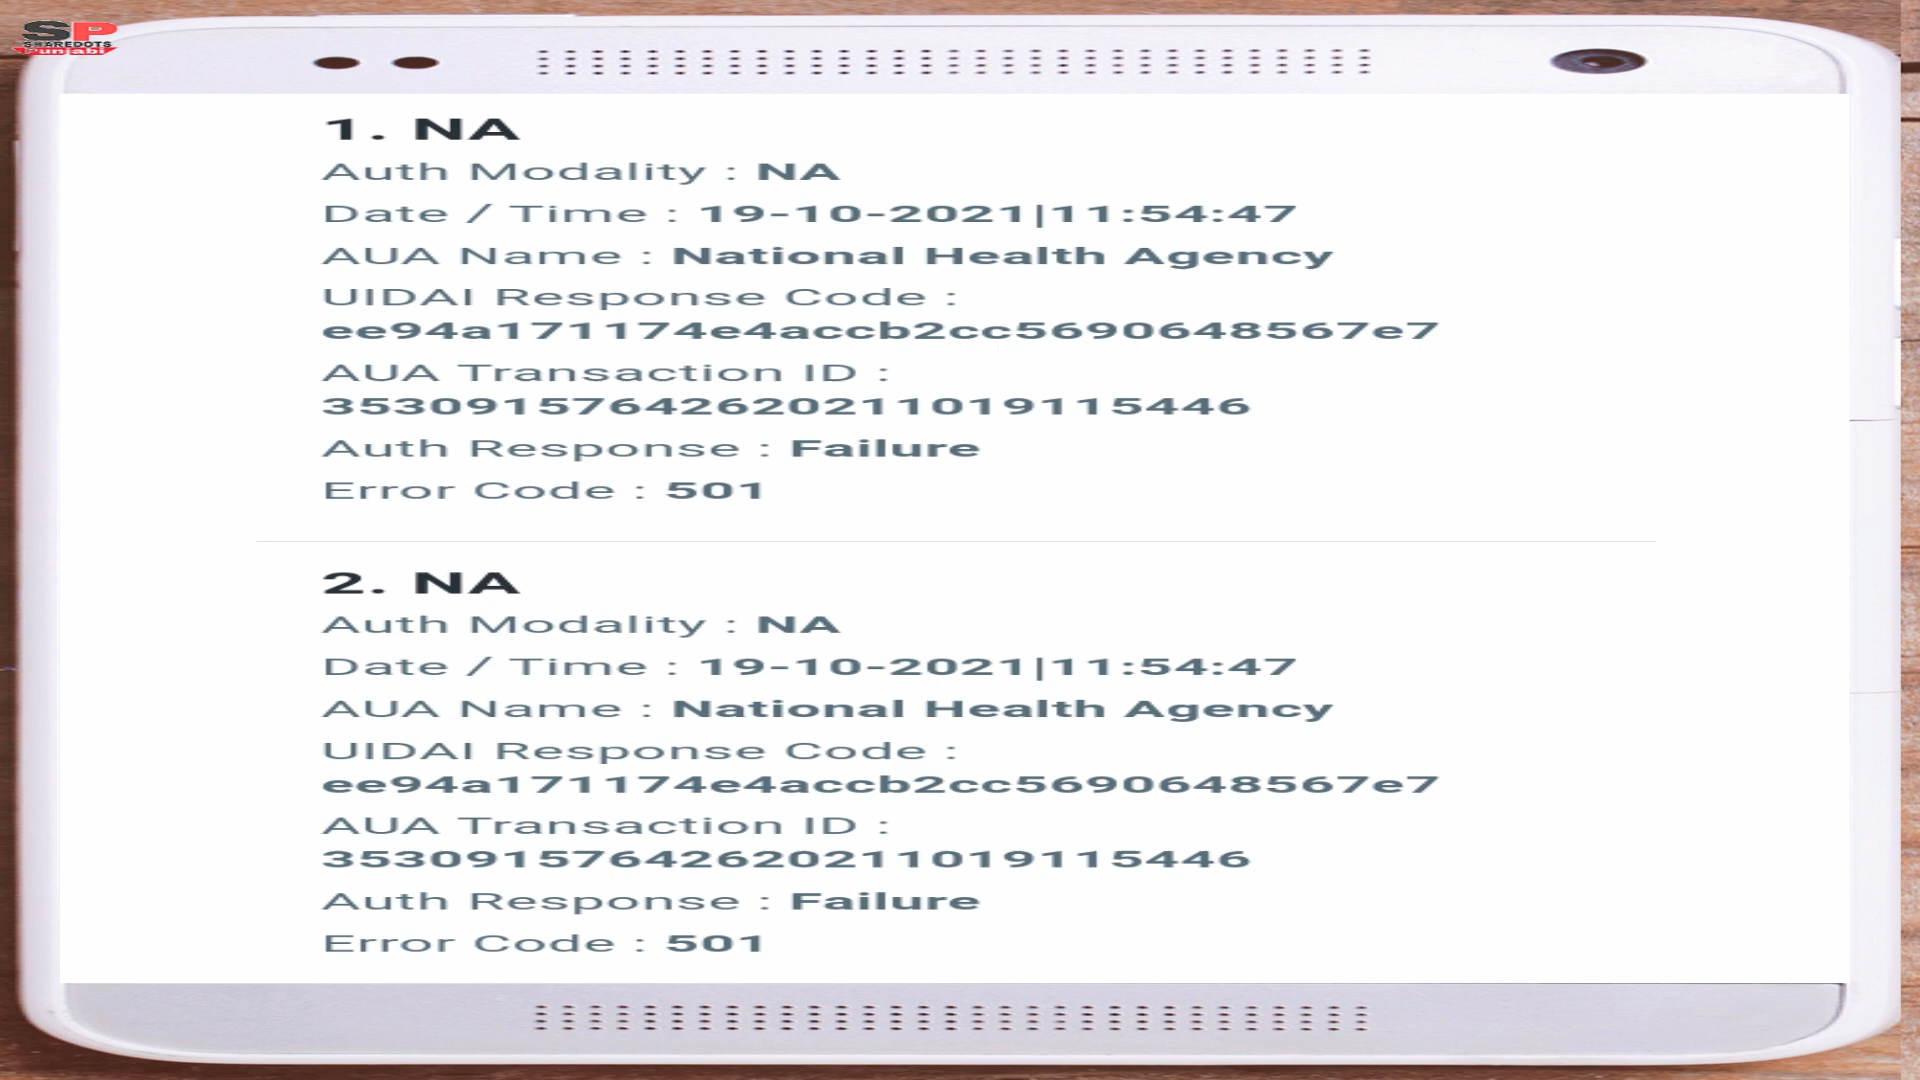 SP
SHAREDOTS
Punjabi
1. NA
Auth Modality : NA
Date / Time : 19-10-2021|11:54:47
AUA Name : National Health Agency
UIDAI Response Code :
ee94a171174e4accb2cc5690648567e7
AUA Transaction ID :
35309157642620211019115446
Auth Response : Failure
Error Code : 501
2. NA
Auth Modality : NA
Date / Time : 19-10-2021|11:54:47
AUA Name : National Health Agency
UIDAI Response Code :
ee94a171174e4accb2cc5690648567e7
AUA Transaction ID :
35309157642620211019115446
Auth Response : Failure
Error Code : 501